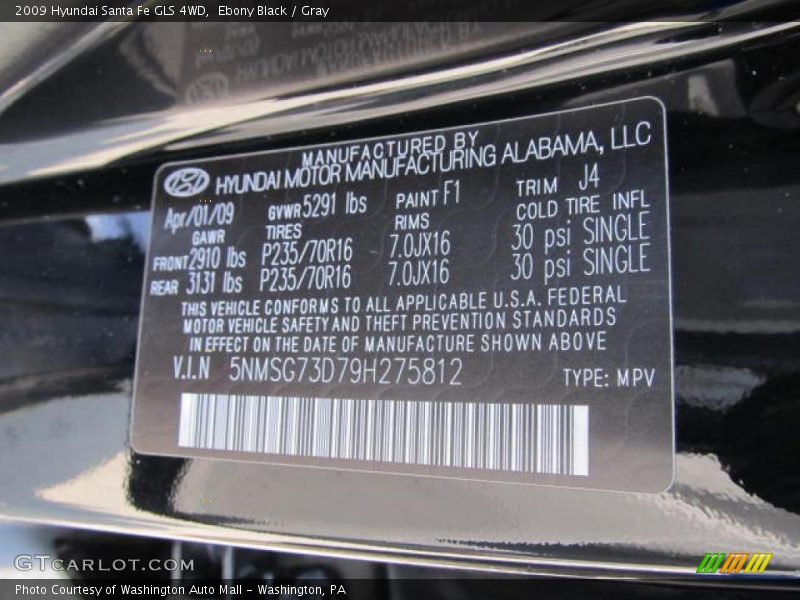 2009 Hyundai Santa Fe GLS 4WD, Ebony Black / Gray
MANUFACTURED BY
HYUNDAI MOTOR MANUFACTURING ALABAMA, LLC
Apr/01/09 GVWR 5291 lbs PAINT F1 TRIM J4
GAWR TIRES RIMS COLD TIRE INFL
FRONT 2910 lbs P235/70R16 7.0JX16 30 psi SINGLE
REAR 3131 lbs P235/70R16 7.0JX16 30 psi SINGLE
THIS VEHICLE CONFORMS TO ALL APPLICABLE U.S.A. FEDERAL
MOTOR VEHICLE SAFETY AND THEFT PREVENTION STANDARDS
IN EFFECT ON THE DATE OF MANUFACTURE SHOWN ABOVE
V.I.N 5NMSG73D79H275812 TYPE: MPV
GTCARLOT.COM
Photo Courtesy of Washington Auto Mall - Washington, PA